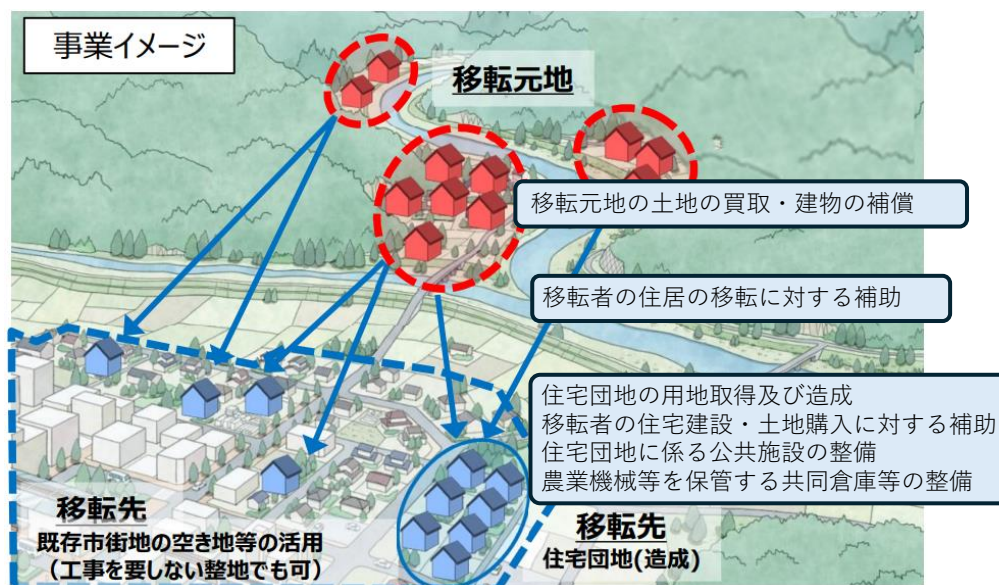 事業イメージ
移転元地
移転元地の土地の買取・建物の補償
移転者の住居の移転に対する補助
住宅団地の用地取得及び造成
移転者の住宅建設・土地購入に対する補助
住宅団地に係る公共施設の整備
農業機械等を保管する共同倉庫等の整備
移転先
既存市街地の空き地等の活用
（工事を要しない整地でも可）
移転先
住宅団地(造成)